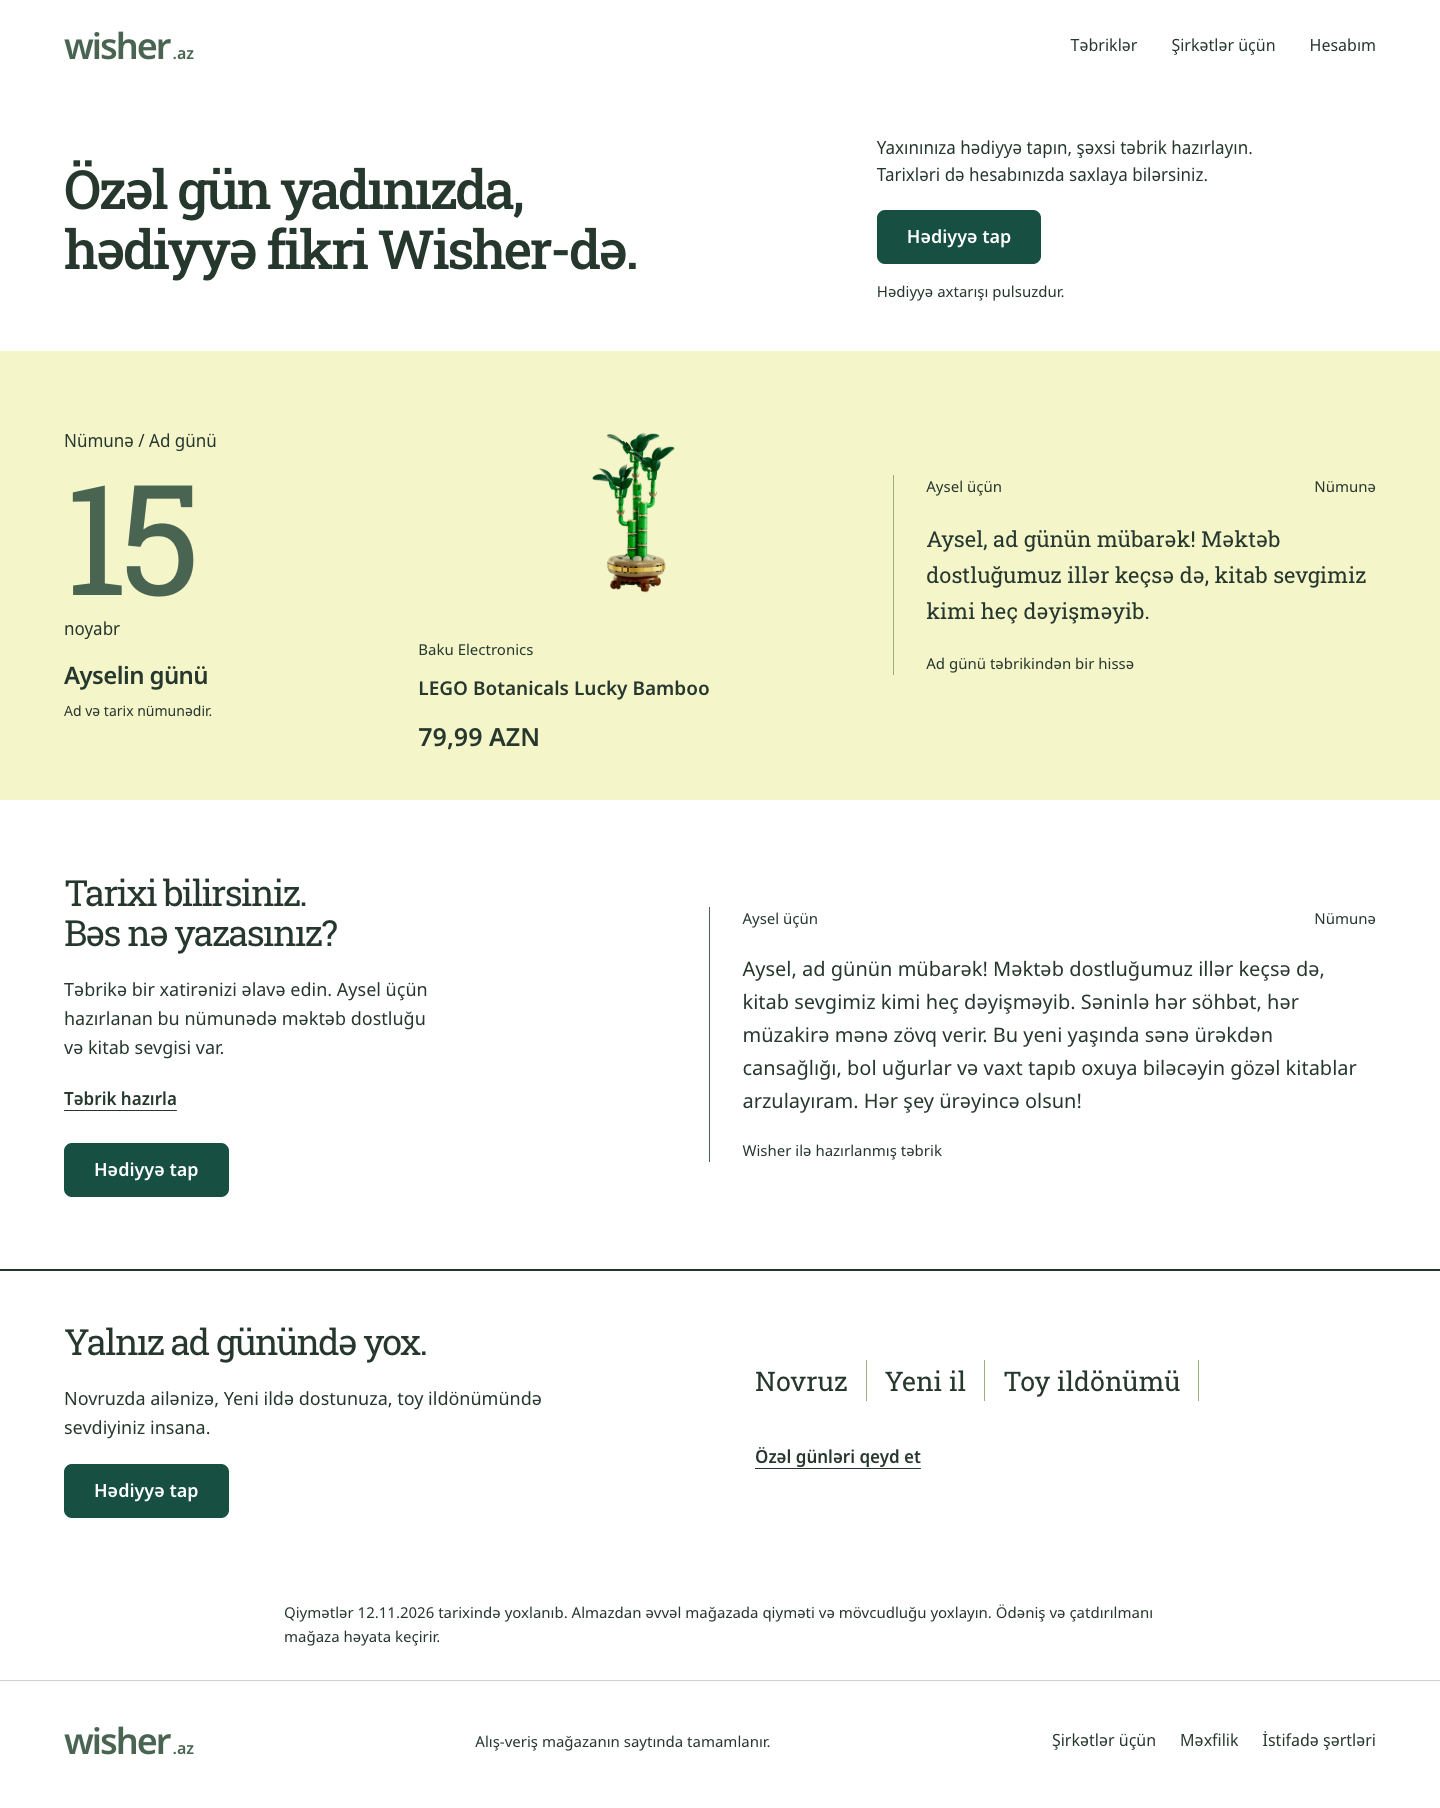 wisher.az
Təbriklər
Şirkətlər üçün
Hesabım
Özəl gün yadınızda,
hədiyyə fikri Wisher-də.
Yaxınınıza hədiyyə tapın, şəxsi təbrik hazırlayın.
Tarixləri də hesabınızda saxlaya bilərsiniz.
Hədiyyə tap
Hədiyyə axtarışı pulsuzdur.
Nümunə / Ad günü
15
noyabr
Ayselin günü
Ad və tarix nümunədir.
Baku Electronics
LEGO Botanicals Lucky Bamboo
79,99 AZN
Aysel üçün
Nümunə
Aysel, ad günün mübarək! Məktəb
dostluğumuz illər keçsə də, kitab sevgimiz
kimi heç dəyişməyib.
Ad günü təbrikindən bir hissə
Tarixi bilirsiniz.
Bəs nə yazasınız?
Təbrikə bir xatirənizi əlavə edin. Aysel üçün
hazırlanan bu nümunədə məktəb dostluğu
və kitab sevgisi var.
Təbrik hazırla
Hədiyyə tap
Aysel üçün
Nümunə
Aysel, ad günün mübarək! Məktəb dostluğumuz illər keçsə də,
kitab sevgimiz kimi heç dəyişməyib. Səninlə hər söhbət, hər
müzakirə mənə zövq verir. Bu yeni yaşında sənə ürəkdən
cansağlığı, bol uğurlar və vaxt tapıb oxuya biləcəyin gözəl kitablar
arzulayıram. Hər şey ürəyincə olsun!
Wisher ilə hazırlanmış təbrik
Yalnız ad günündə yox.
Novruzda ailənizə, Yeni ildə dostunuza, toy ildönümündə
sevdiyiniz insana.
Hədiyyə tap
Novruz
Yeni il
Toy ildönümü
Özəl günləri qeyd et
Qiymətlər 12.11.2026 tarixində yoxlanıb. Almazdan əvvəl mağazada qiyməti və mövcudluğu yoxlayın. Ödəniş və çatdırılmanı
mağaza həyata keçirir.
wisher.az
Alış-veriş mağazanın saytında tamamlanır.
Şirkətlər üçün
Məxfilik
İstifadə şərtləri